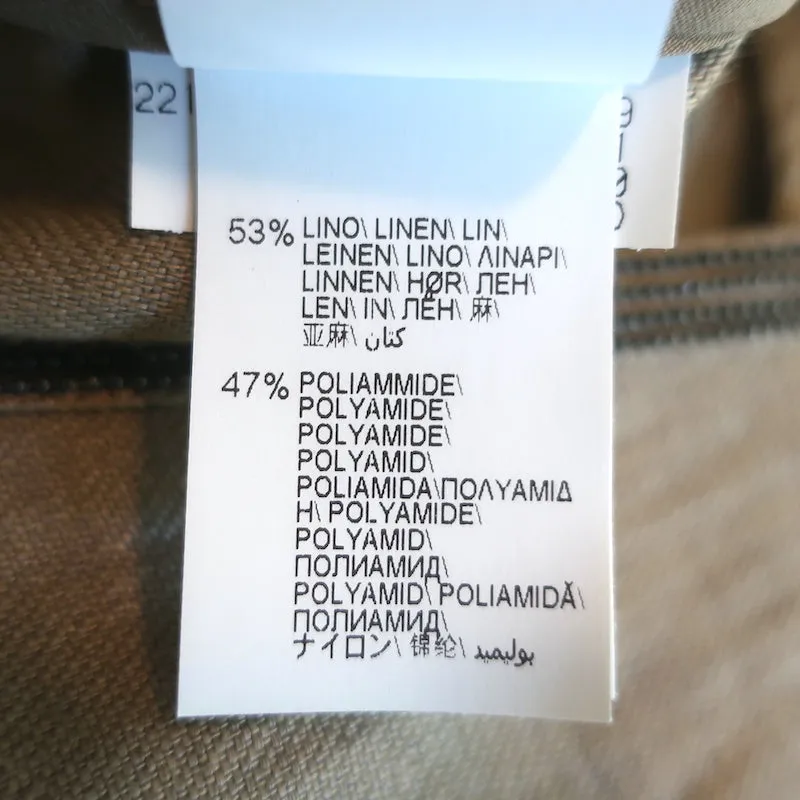 221
53% LINO\ LINEN\ LIN\
LEINEN\ LINO\ ΛΙΝΑΡΙ\
LINNEN\ HØR\ ЛЕН\
LEN\ IN\ ЛЁН\ 麻\
亚麻\ كتان
47% POLIAMMIDE\
POLYAMIDE\
POLYAMIDE\
POLYAMID\
POLIAMIDA\ΠΟΛΥΑΜΙΔ
Η\ POLYAMIDE\
POLYAMID\
ПОЛИАМИД\
POLYAMID\ POLIAMIDĂ\
ПОЛИАМИД\
ナイロン\ 锦纶\ بوليميد